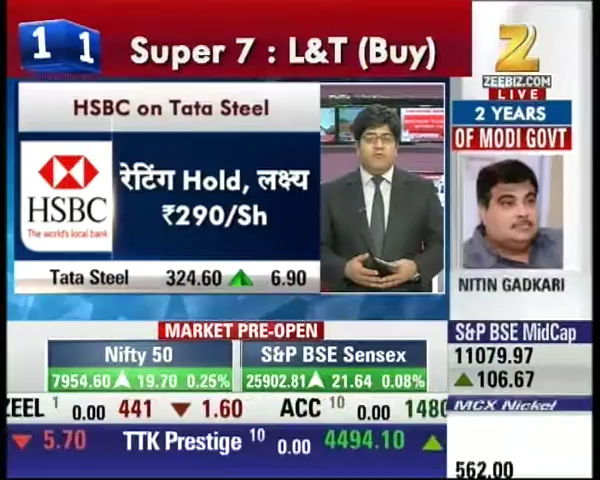 1 1
Super 7 : L&T (Buy)
Z
ZEEBIZ.COM
LIVE
HSBC on Tata Steel
HSBC
The world's local bank
रेटिंग Hold, लक्ष्य
₹290/Sh
Tata Steel 324.60 6.90
2 YEARS
OF MODI GOVT
NITIN GADKARI
MARKET PRE-OPEN
Nifty 50
7954.60 19.70 0.25%
S&P BSE Sensex
25902.81 21.64 0.08%
S&P BSE MidCap
11079.97
106.67
ZEEL 1 0.00 441 1.60 ACC 10 0.00 1480
MCX Nickel
5.70 TTK Prestige 10 0.00 4494.10
562.00